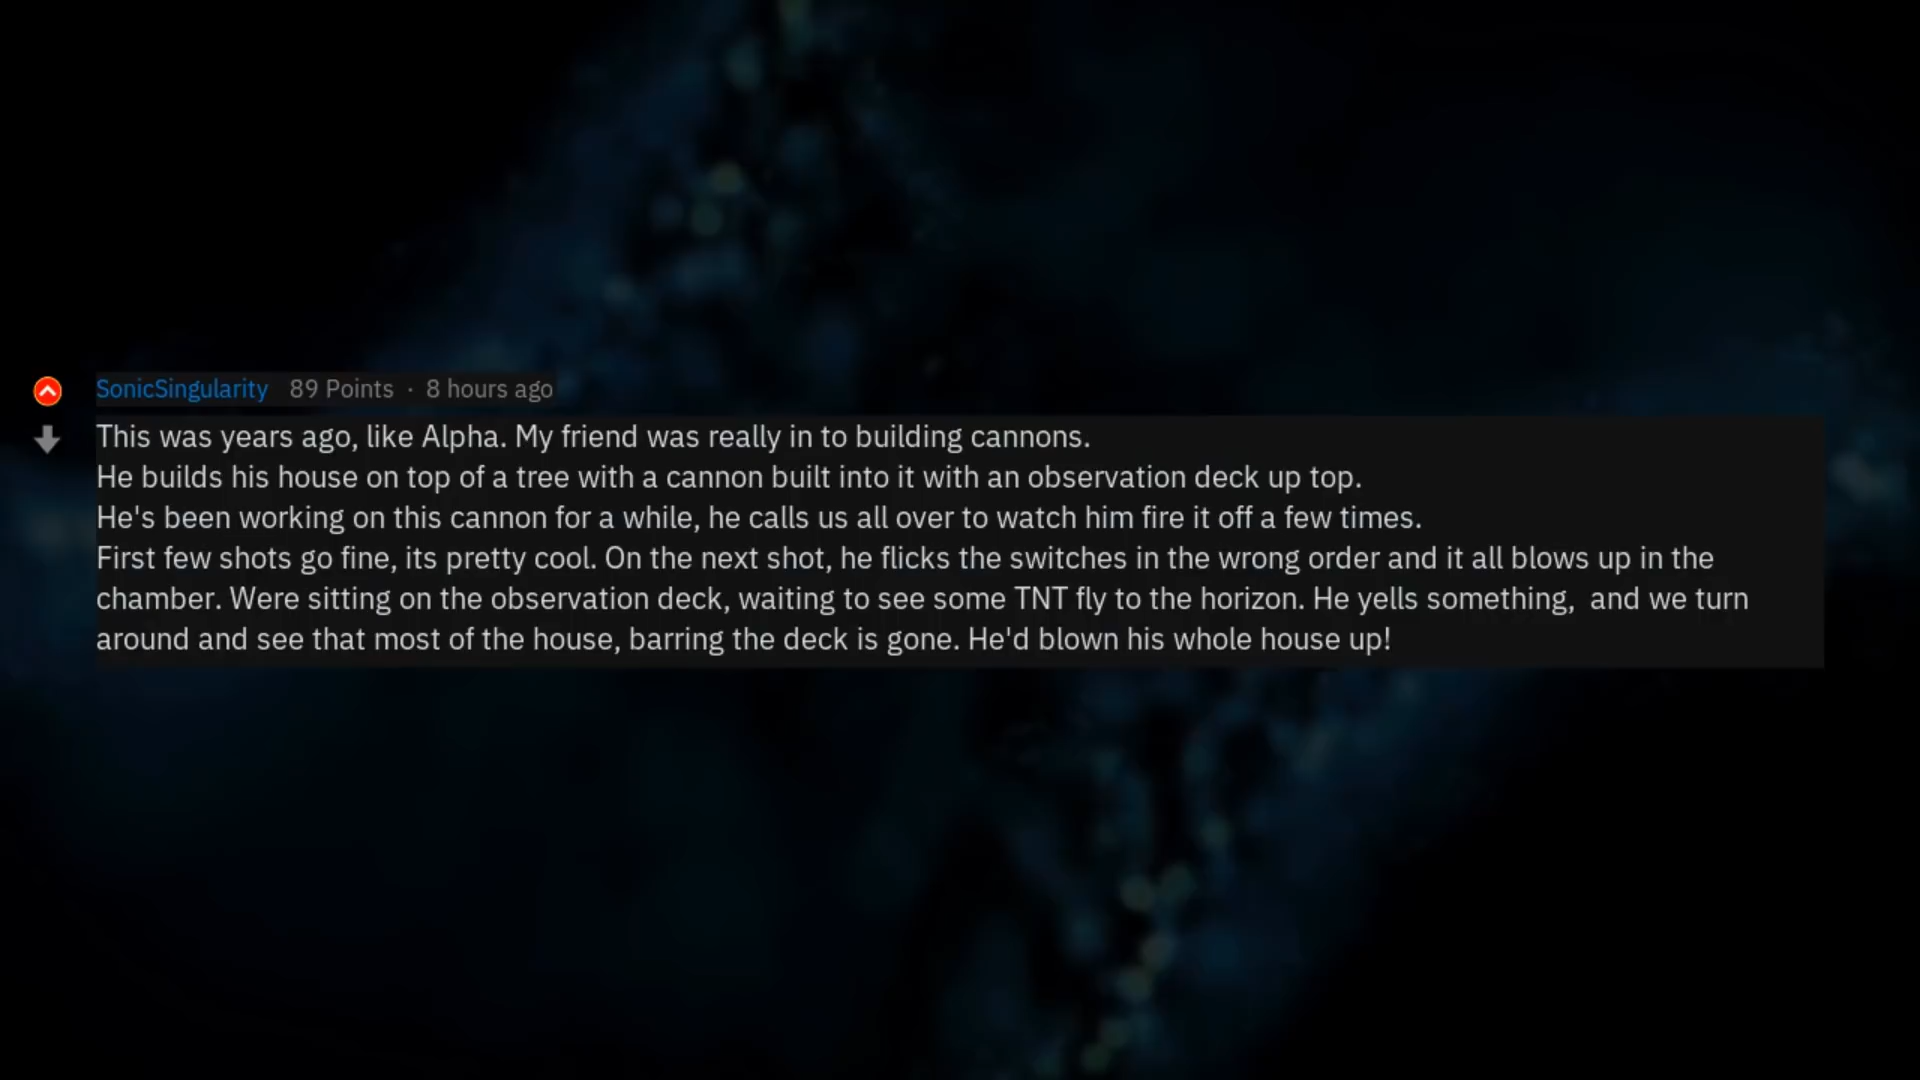 SonicSingularity 89 Points · 8 hours ago
This was years ago, like Alpha. My friend was really in to building cannons.
He builds his house on top of a tree with a cannon built into it with an observation deck up top.
He's been working on this cannon for a while, he calls us all over to watch him fire it off a few times.
First few shots go fine, its pretty cool. On the next shot, he flicks the switches in the wrong order and it all blows up in the
chamber. Were sitting on the observation deck, waiting to see some TNT fly to the horizon. He yells something,  and we turn
around and see that most of the house, barring the deck is gone. He'd blown his whole house up!